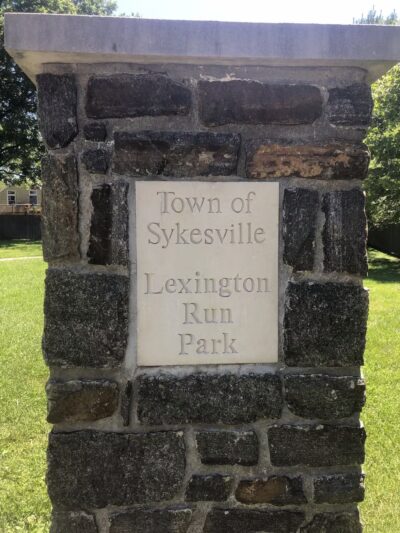 Town of
Sykesville
Lexington
Run
Park